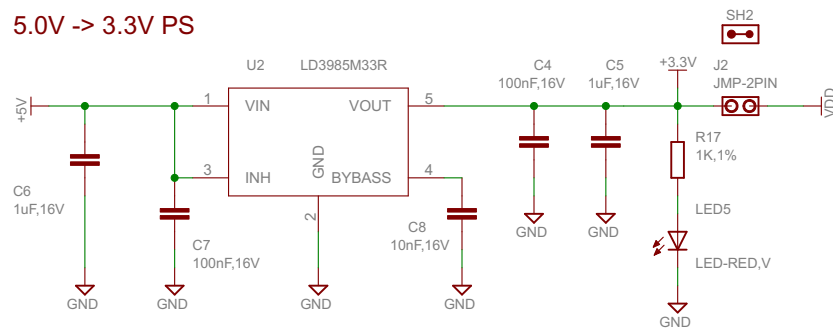 5.0V -> 3.3V PS
SH2
U2
LD3985M33R
C4
100nF,16V
C5
1uF,16V
+3.3V
J2
JMP-2PIN
+5V
1
VIN
VOUT
5
VDD
R17
1K,1%
3
INH
GND
BYBASS
4
2
C6
1uF,16V
C7
100nF,16V
C8
10nF,16V
GND
GND
LED5
LED-RED,V
GND
GND
GND
GND
GND